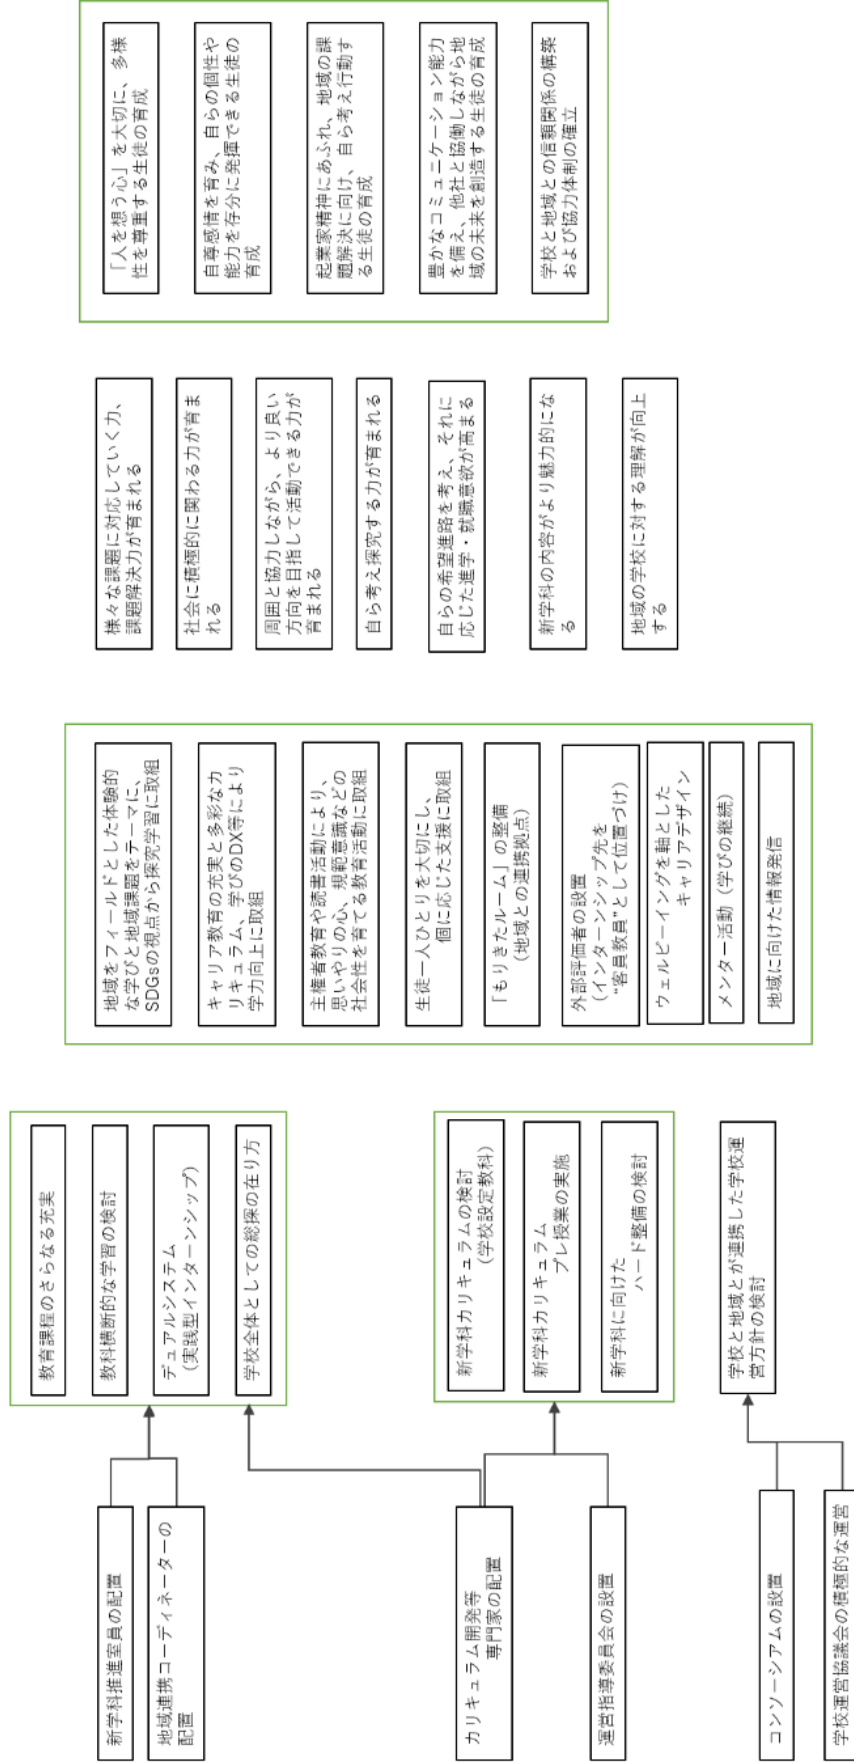 新学科推進室員の配置
地域連携コーディネーターの
配置
カリキュラム開発等
専門家の配置
運営指導委員会の設置
コンソーシアムの設置
学校運営協議会の積極的な運営
教育課程のさらなる充実
教科横断的な学習の検討
デュアルシステム
(実践型インターンシップ)
学校全体としての総探の在り方
新学科カリキュラムの検討
(学校設定教科)
新学科カリキュラム
プレ授業の実施
新学科に向けた
ハード整備の検討
学校と地域とが連携した学校運
営方針の検討
地域をフィールドとした体験的
な学びと地域課題をテーマに、
SDGsの視点から探究学習に取組
キャリア教育の充実と多彩なカ
リキュラム、学びのDX等により
学力向上に取組
主権者教育や読書活動により、
思いやりの心、規範意識などの
社会性を育てる教育活動に取組
生徒一人ひとりを大切にし、
個に応じた支援に取組
「もりきたルーム」の整備
(地域との連携拠点)
外部評価者の設置
(インターンシップ先を
"客員教員"として位置づけ)
ウェルビーイングを軸とした
キャリアデザイン
メンター活動(学びの継続)
地域に向けた情報発信
様々な課題に対応していく力、
課題解決力が育まれる
社会に積極的に関わる力が育ま
れる
周囲と協力しながら、より良い
方向を目指して活動できる力が
育まれる
自ら考え探究する力が育まれる
自らの希望進路を考え、それに
応じた進学・就職意欲が高まる
新学科の内容がより魅力的にな
る
地域の学校に対する理解が向上
する
「人を想う心」を大切に、多様
性を尊重する生徒の育成
自尊感情を育み、自らの個性や
能力を存分に発揮できる生徒の
育成
起業家精神にあふれ、地域の課
題解決に向け、自ら考え行動す
る生徒の育成
豊かなコミュニケーション能力
を備え、他社と協働しながら地
域の未来を創造する生徒の育成
学校と地域との信頼関係の構築
および協力体制の確立